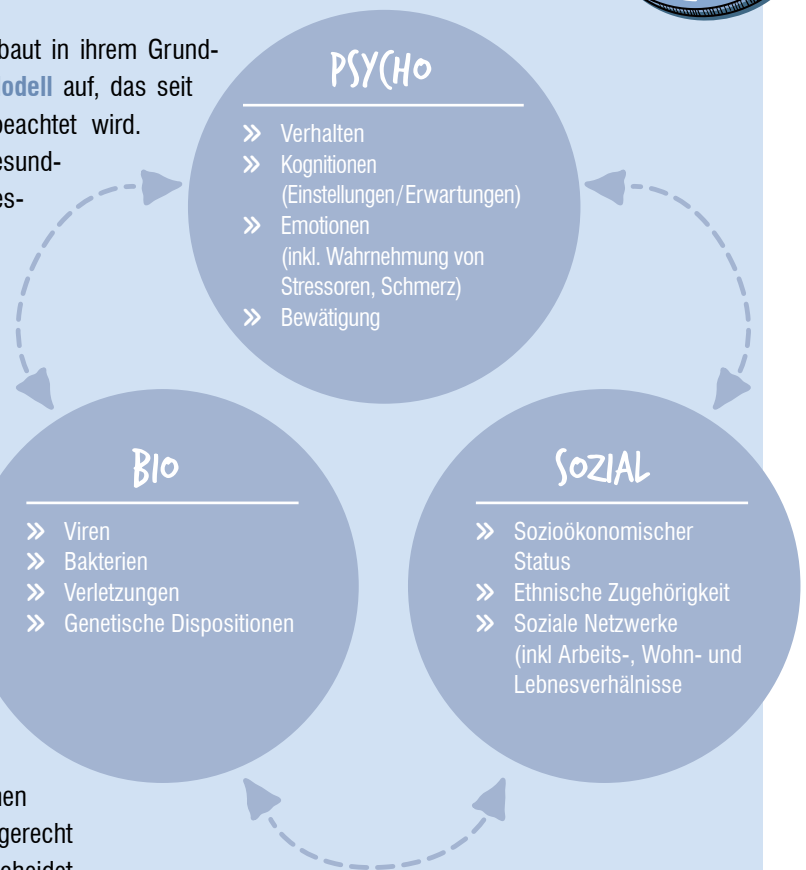 baut in ihrem Grund-
odell auf, das seit
beachtet wird.
esund-
es-
PSYCHO
» Verhalten
» Kognitionen
(Einstellungen/Erwartungen)
» Emotionen
(inkl. Wahrnehmung von
Stressoren, Schmerz)
» Bewätigung
BIO
» Viren
» Bakterien
» Verletzungen
» Genetische Dispositionen
SOZIAL
» Sozioökonomischer
Status
» Ethnische Zugehörigkeit
» Soziale Netzwerke
(inkl Arbeits-, Wohn- und
Lebnesverhälnisse
gerecht